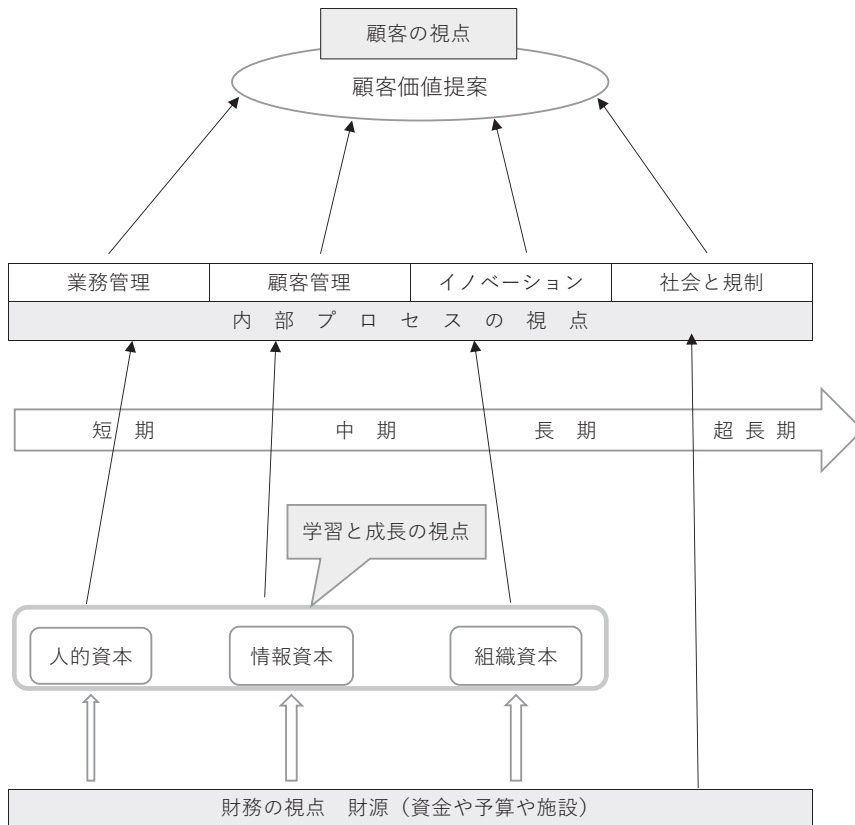 顧客の視点
顧客価値提案
業務管理
顧客管理
イノベーション
社会と規制
内部プロセスの視点
短期
中期
長期
超長期
学習と成長の視点
人的資本
情報資本
組織資本
財務の視点　財源（資金や予算や施設）